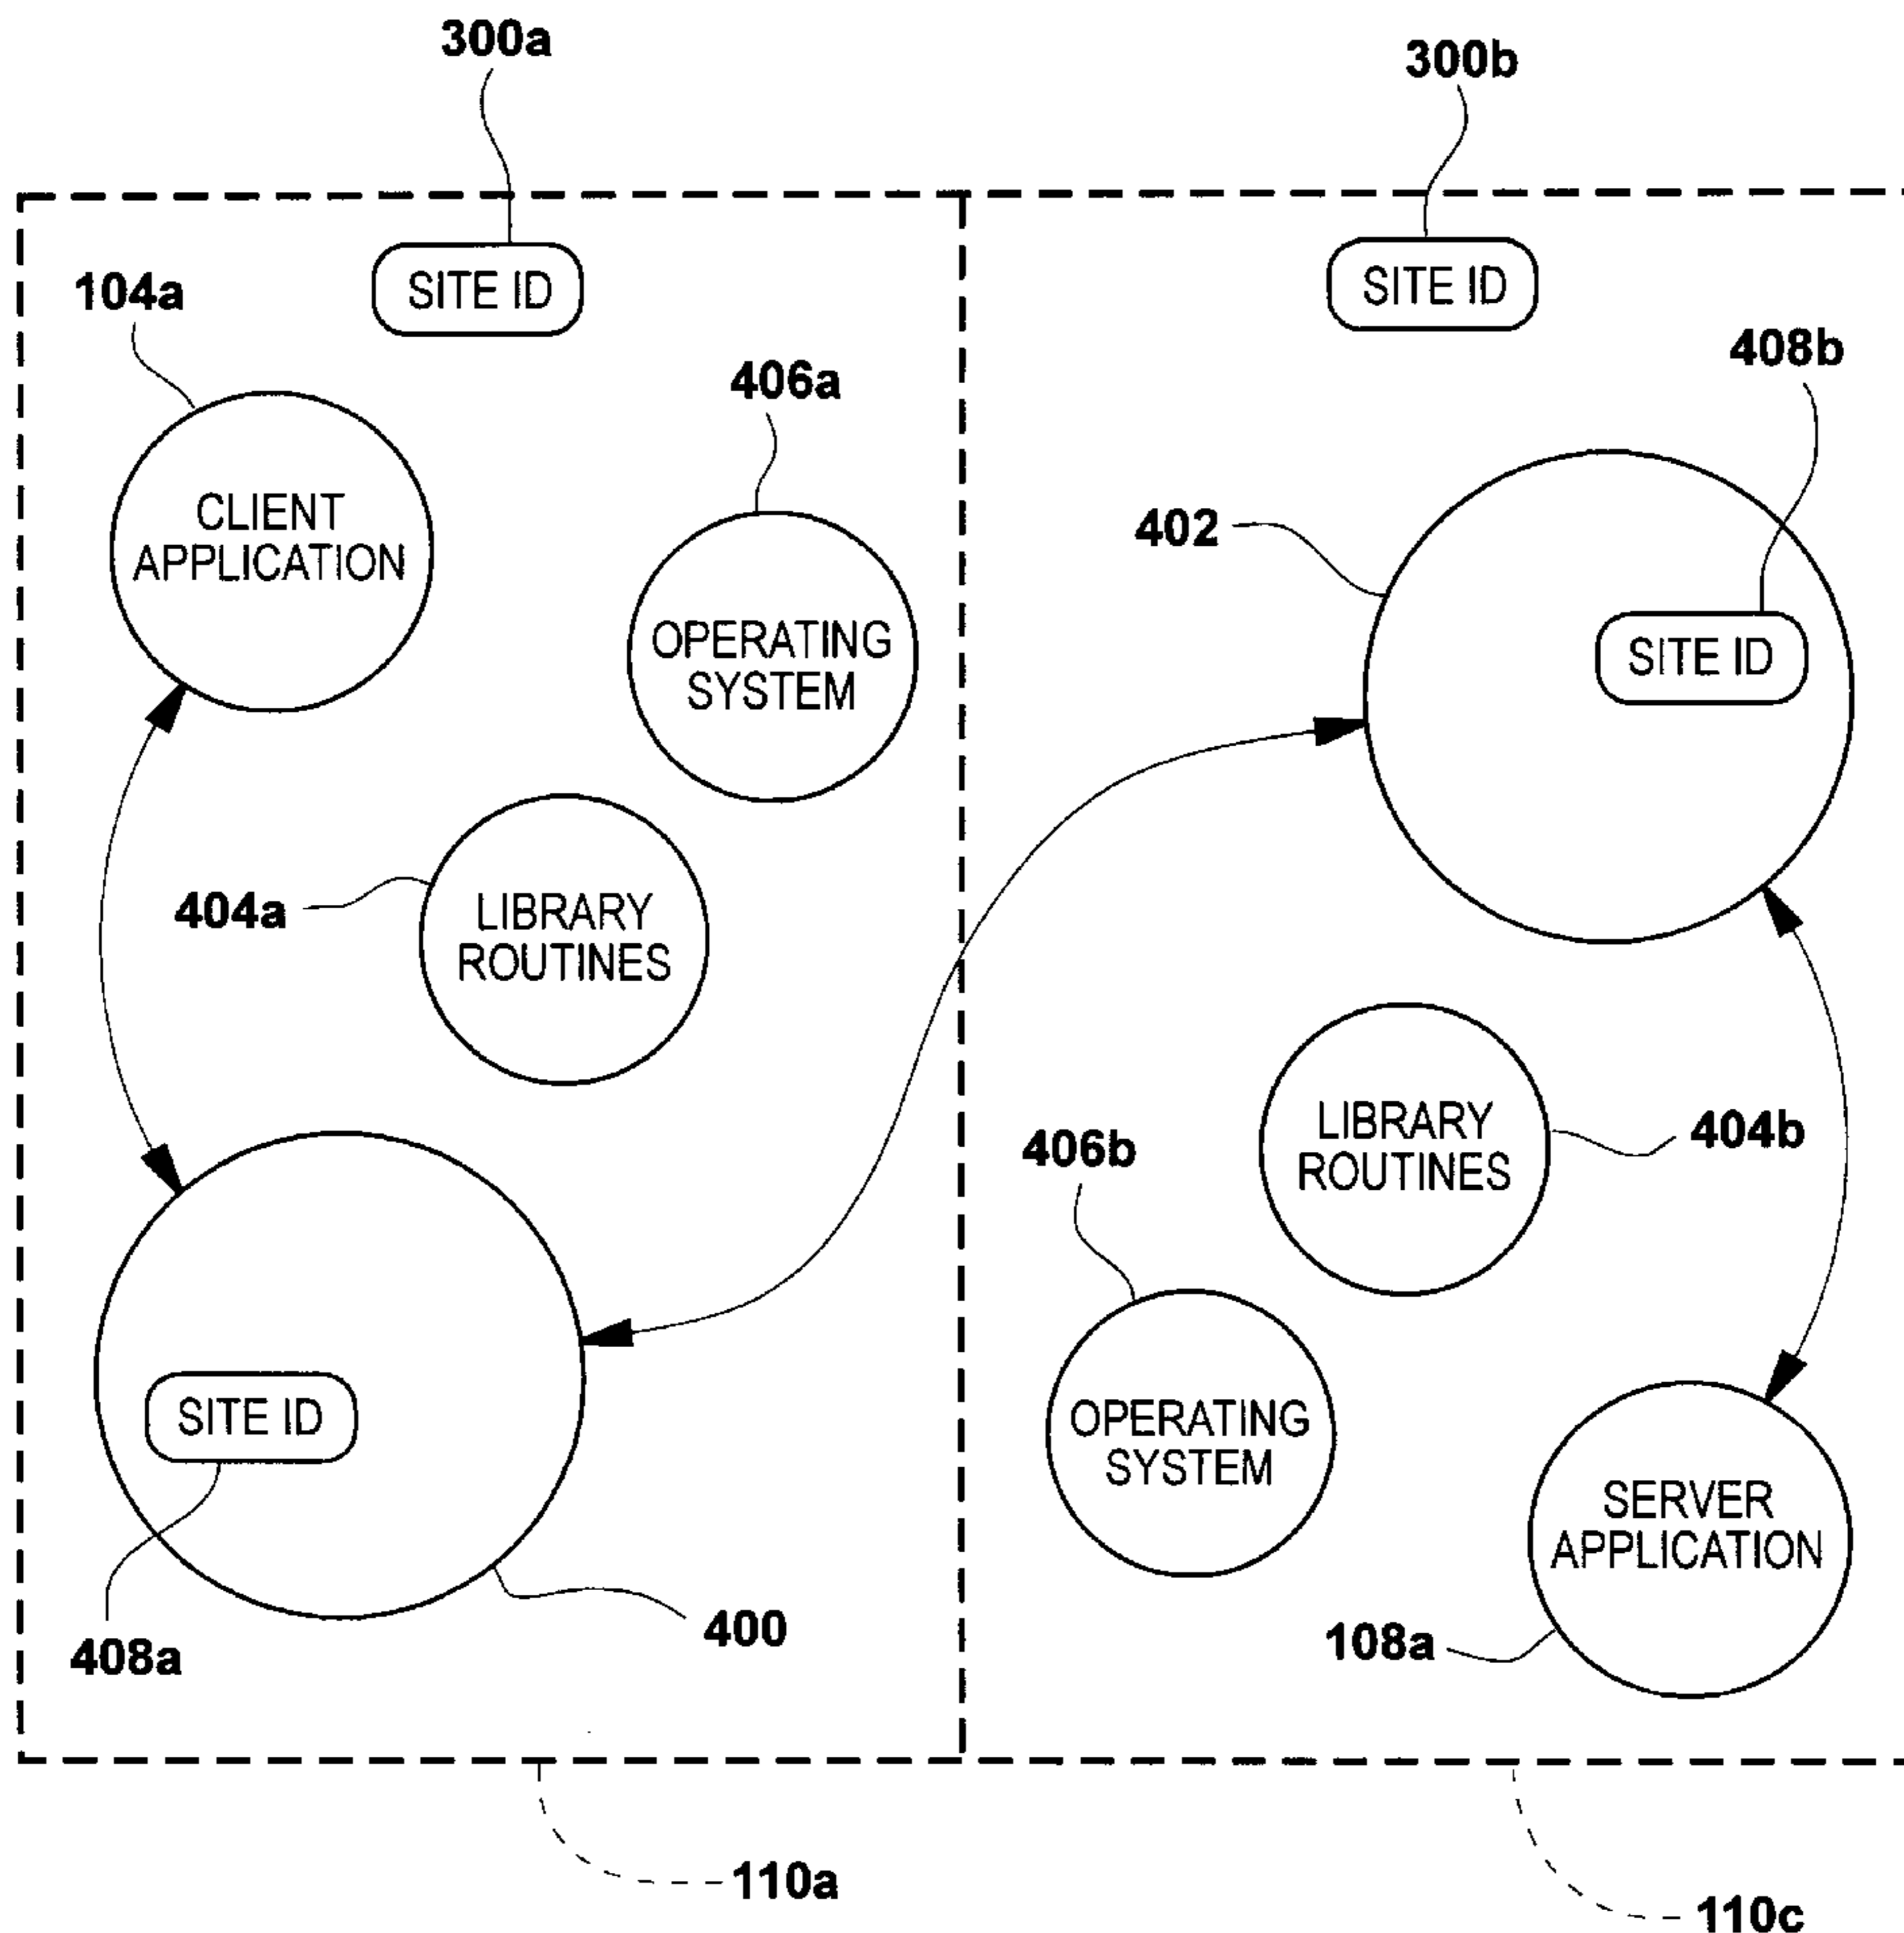 300a
300b
SITE ID
SITE ID
104a
408b
406a
CLIENT
APPLICATION
402
OPERATING
SYSTEM
SITE ID
404a
LIBRARY
ROUTINES
LIBRARY
ROUTINES
404b
406b
SITE ID
OPERATING
SYSTEM
SERVER
APPLICATION
400
408a
108a
110a
110c